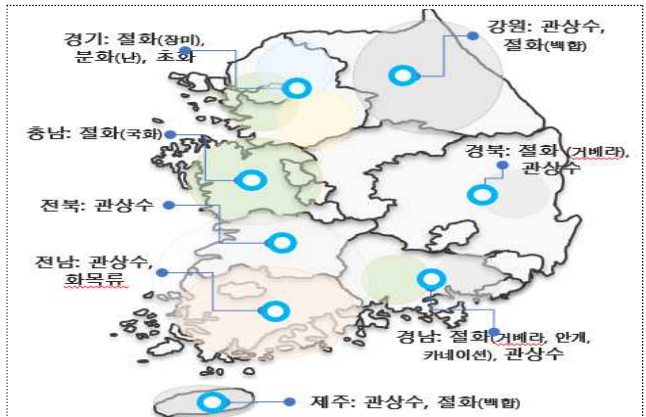 경기: 절화(장미),
분화(난), 초화
강원: 관상수,
절화(백합)
충남: 절화(국화)
경북: 절화 (거베라),
관상수
전북: 관상수
전남: 관상수,
화목류
경남: 절화(거베라, 안개,
카네이션), 관상수
제주: 관상수, 절화(백합)